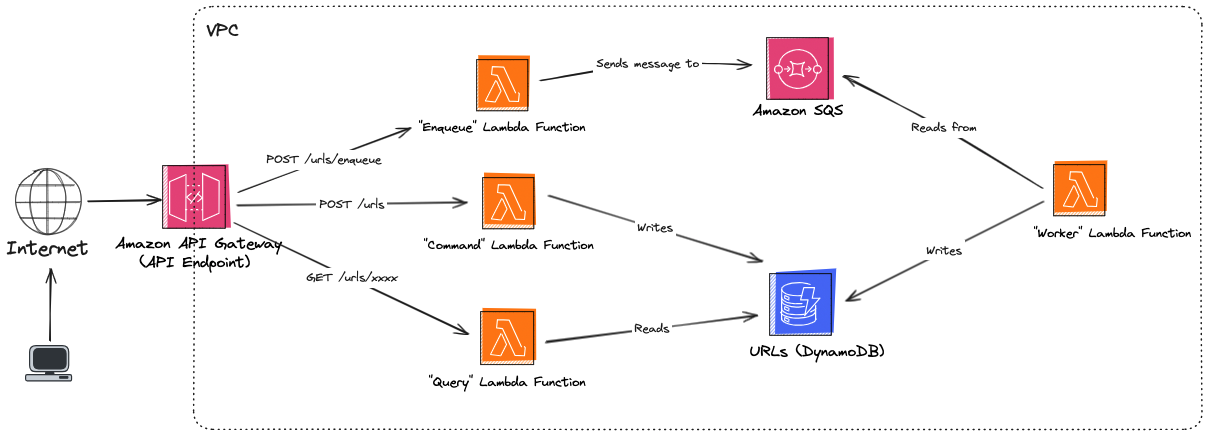 VPC
Sends message to
Amazon SQS
"Enqueue" Lambda Function
Reads from
POST /urls/enqueue
POST /urls
Internet
Amazon API Gateway
(API Endpoint)
"Command" Lambda Function
Writes
"Worker" Lambda Function
Writes
GET /urls/xxxx
Reads
URLs (DynamoDB)
"Query" Lambda Function